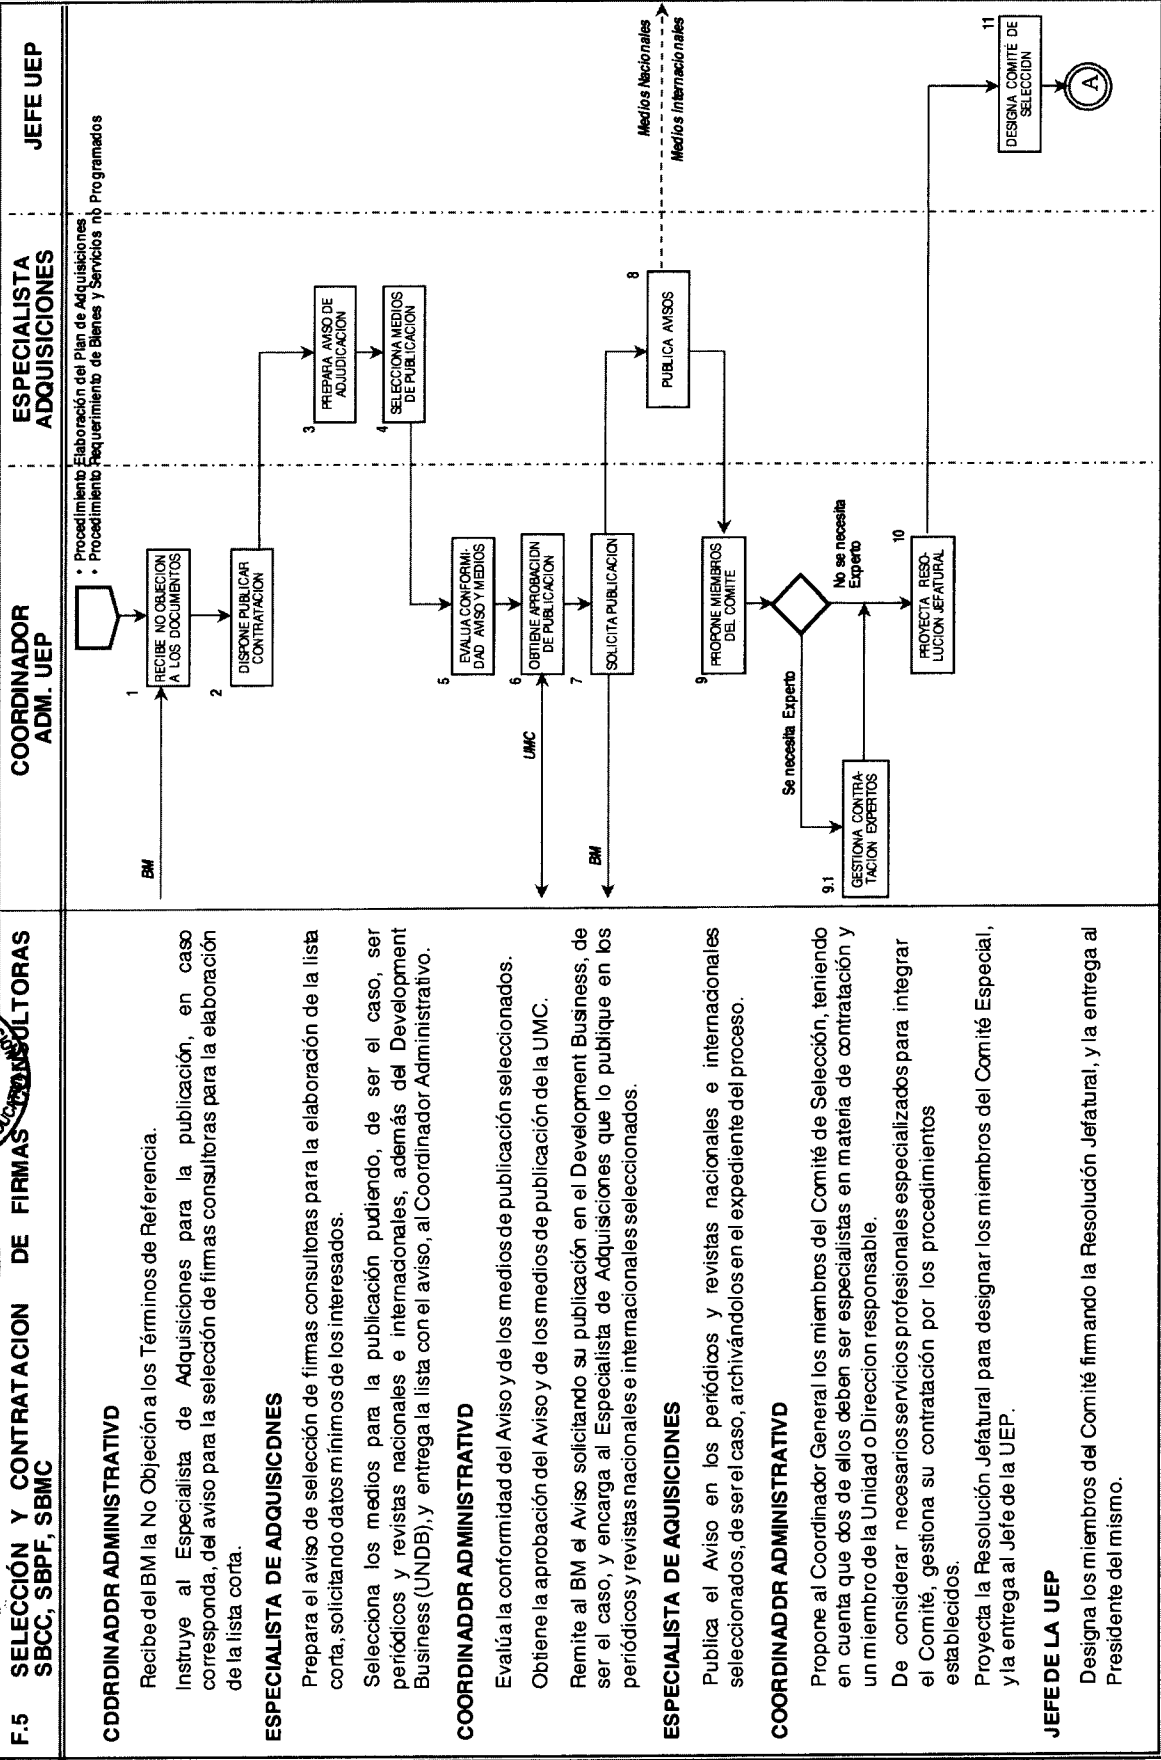 F.5 SELECCIÓN Y CONTRATACION DE FIRMAS CONSULTORAS
SBCC, SBPF, SBMC
CDDRDINADDR ADMINISTRATIVD
Recibe del BM la No Objeción a los Términos de Referencia.
Instruye al Especialista de Adquisiciones para la publicación, en caso
corresponda, del aviso para la selección de firmas consultoras para la elaboración
de la lista corta.
ESPECIALISTA DE ADQUISICDNES
Prepara el aviso de selección de firmas consultoras para la elaboración de la lista
corta, solicitando datos mínimos de los interesados.
Selecciona los medios para la publicación pudiendo, de ser el caso, ser
periódicos y revistas nacionales e internacionales, además del Development
Business (UNDB), y entrega la lista con el aviso, al Coordinador Administrativo.
COORDINADDR ADMINISTRATIVD
Evalúa la conformidad del Aviso y de los medios de publicación seleccionados.
Obtiene la aprobación del Aviso y de los medios de publicación de la UMC.
Remite al BM el Aviso solicitando su publicación en el Development Business, de
ser el caso, y encarga al Especialista de Adquisiciones que lo publique en los
periódicos y revistas nacionales e internacionales seleccionados.
ESPECIALISTA DE AQUISICIDNES
Publica el Aviso en los periódicos y revistas nacionales e internacionales
seleccionados, de ser el caso, archivándolos en el expediente del proceso.
COORDINADDR ADMINISTRATIVD
Propone al Coordinador General los miembros del Comité de Selección, teniendo
en cuenta que dos de ellos deben ser especialistas en materia de contratación y
un miembro de la Unidad o Direccion responsable.
De considerar necesarios servicios profesionales especializados para integrar
el Comité, gestiona su contratación por los procedimientos
establecidos.
Proyecta la Resolución Jefatural para designar los miembros del Comité Especial,
y la entrega al Jefe de la UEP.
JEFE DE LA UEP
Designa los miembros del Comité firmando la Resolución Jefatural, y la entrega al
Presidente del mismo.
COORDINADOR
ADM. UEP
ESPECIALISTA
ADQUISICIONES
JEFE UEP
• Procedimiento Elaboración del Plan de Adquisiciones
• Procedimiento Requerimiento de Bienes y Servicios no Programados
BM
1
RECIBE NO OBJECION
A LOS DOCUMENTOS
2
DISPONE PUBLICAR
CONTRATACION
3
PREPARA AVISO DE
ADJUDICACION
4
SELECCIONA MEDIOS
DE PUBLICACION
5
EVALUA CONFORMI-
DAD AVISO Y MEDIOS
UMC
6
OBTIENE APROBACION
DE PUBLICACION
BM
7
SOLICITA PUBLICACION
8
PUBLICA AVISOS
Medios Nacionales
Medios Internacionales
9
PROPONE MIEMBROS
DEL COMITE
Se necesita Experto
No se necesita
Experto
9.1
GESTIONA CONTRA-
TACION EXPERTOS
10
PROYECTA RESO-
LUCION JEFATURAL
11
DESIGNA COMITÉ DE
SELECCION
A